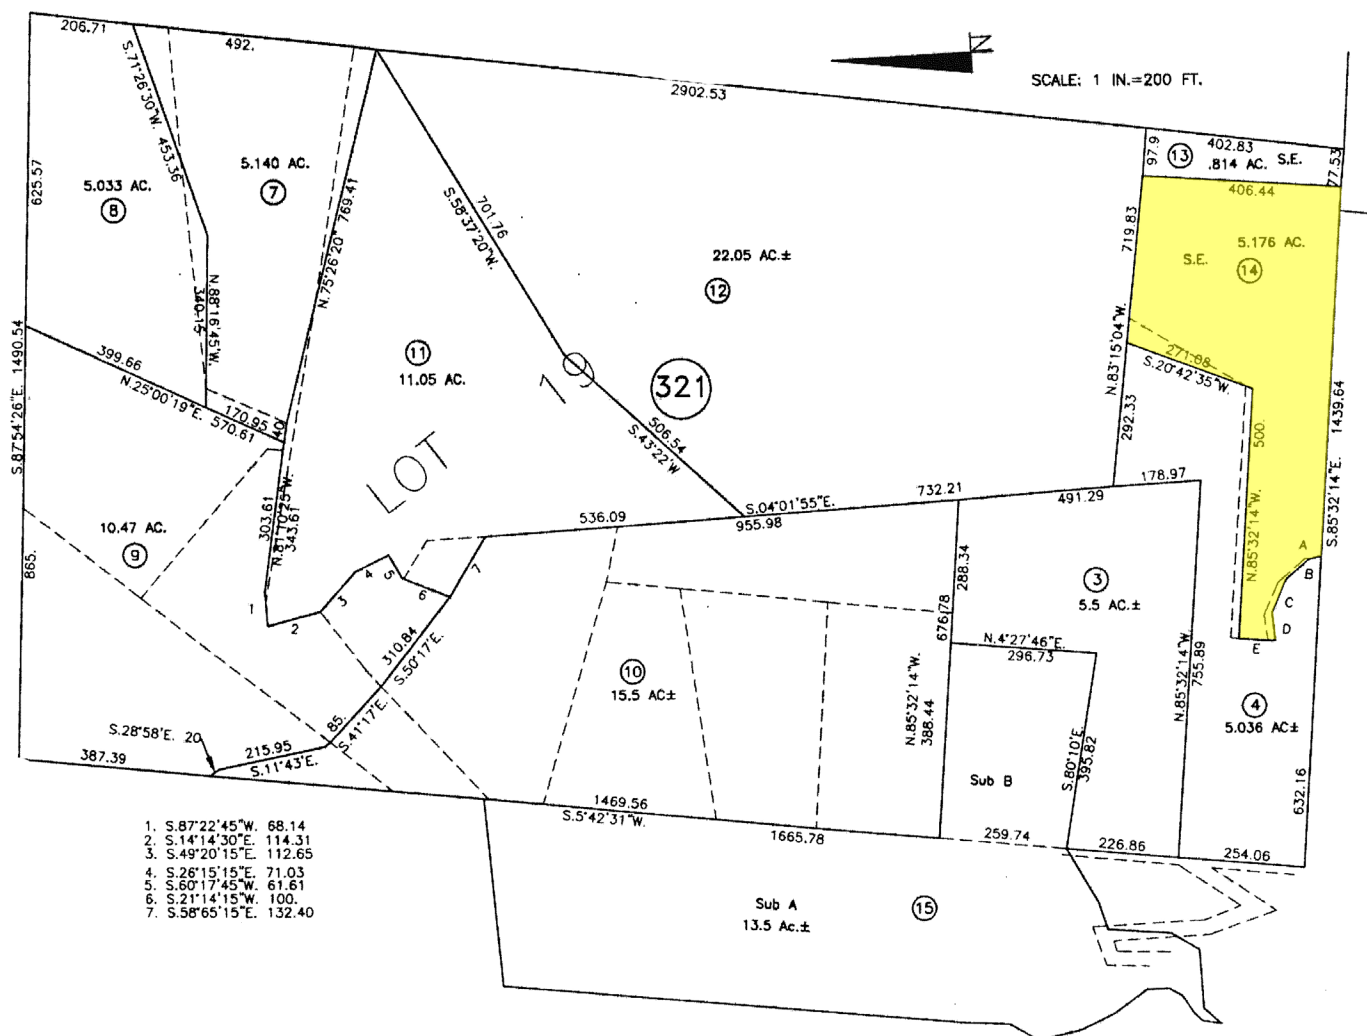 206.71
492.
2902.53
N
SCALE: 1 IN.=200 FT.
97.9
13
402.83
.814 AC.
S.E.
77.53
406.44
S.71°26'30"W. 453.36
625.57
5.033 AC.
8
5.140 AC.
7
N.75°26'20" 769.41
701.76
S.58°37'20"W.
22.05 AC.±
12
719.83
5.176 AC.
S.E.
14
N.88°16'45"W.
340.15
399.66
N.25°00'19"E. 570.61
170.95
40
11
11.05 AC.
19
321
N.83°15'04"W.
271.08
S.20°42'35"W.
S.87°54'26"E. 1490.54
1439.64
292.33
500.
506.54
S.43°22'W
LOT
S.85°32'14"E.
N.85°32'14"W.
303.61
N.81°10'25"W.
343.61
10.47 AC.
9
865.
536.09
S.04°01'55"E.
955.98
732.21
491.29
178.97
288.34
3
5.5 AC.±
A
B
C
D
E
1
2
3
4
5
6
7
676.78
N.4°27'46"E.
296.73
310.84
S.50°17'E.
10
15.5 AC±
N.85°32'14"W.
388.44
N.85°32'14"W.
755.89
4
5.036 AC±
85.
S.41°17'E.
S.28°58'E. 20
215.95
S.11°43'E.
387.39
S.80°10'E.
395.82
Sub B
632.16
1469.56
S.5°42'31"W.
1665.78
259.74
226.86
254.06
1. S.87°22'45"W. 68.14
2. S.14°14'30"E. 114.31
3. S.49°20'15"E. 112.65
4. S.26°15'15"E. 71.03
5. S.60°17'45"W. 61.61
6. S.21°14'15"W. 100.
7. S.58°65'15"E. 132.40
Sub A
13.5 Ac.±
15